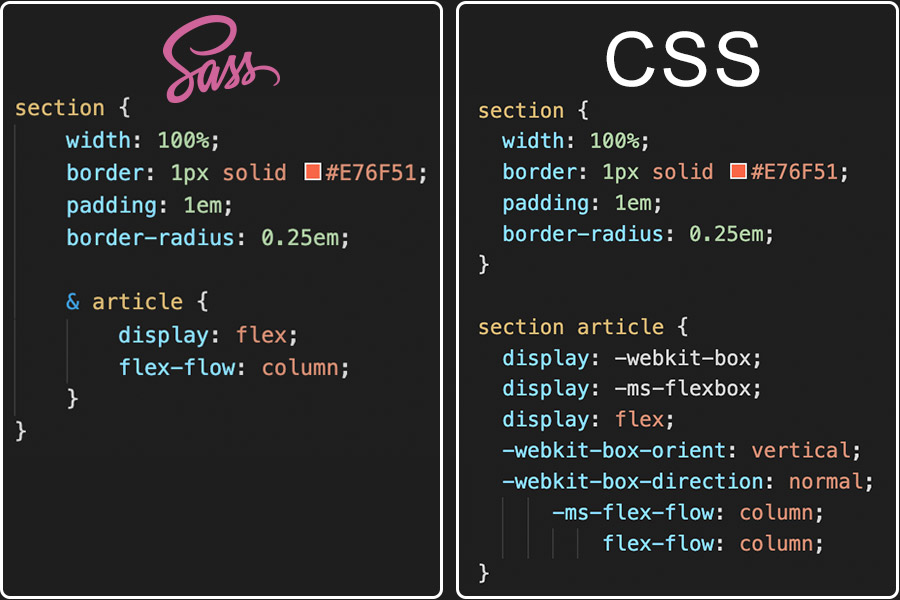 Sass
section {
    width: 100%;
    border: 1px solid #E76F51;
    padding: 1em;
    border-radius: 0.25em;

    & article {
        display: flex;
        flex-flow: column;
    }
}
CSS
section {
  width: 100%;
  border: 1px solid #E76F51;
  padding: 1em;
  border-radius: 0.25em;
}

section article {
  display: -webkit-box;
  display: -ms-flexbox;
  display: flex;
  -webkit-box-orient: vertical;
  -webkit-box-direction: normal;
      -ms-flex-flow: column;
          flex-flow: column;
}